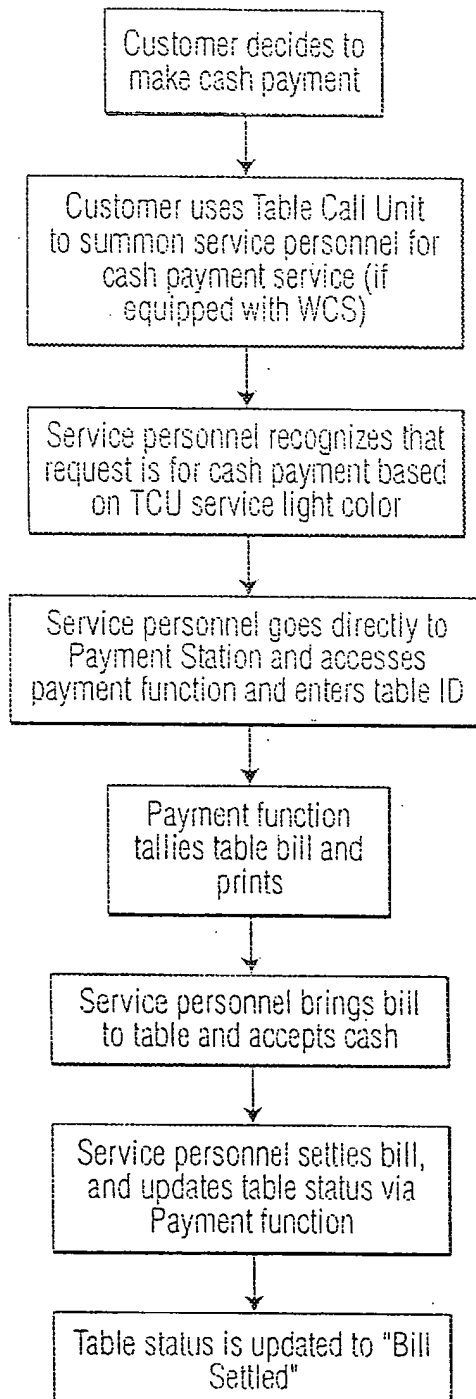 Customer decides to
make cash payment
Customer uses Table Call Unit
to summon service personnel for
cash payment service (if
equipped with WCS)
Service personnel recognizes that
request is for cash payment based
on TCU service light color
Service personnel goes directly to
Payment Station and accesses
payment function and enters table ID
Payment function
tallies table bill and
prints
Service personnel brings bill
to table and accepts cash
Service personnel settles bill,
and updates table status via
Payment function
Table status is updated to "Bill
Settled"